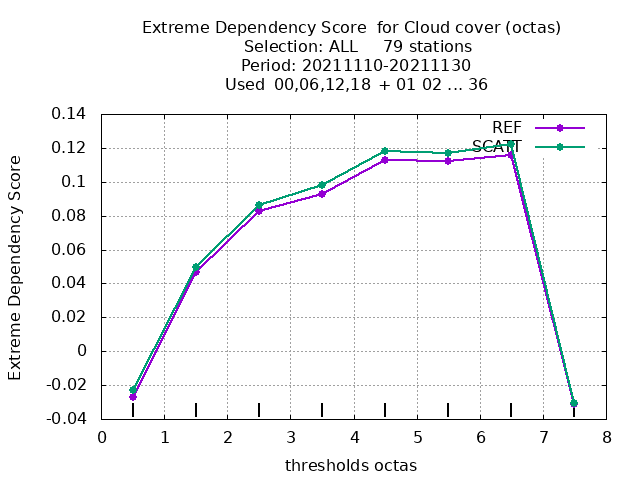 Extreme Dependency Score  for Cloud cover (octas)
Selection: ALL     79 stations
Period: 20211110-20211130
Used  00,06,12,18  + 01 02 ... 36
REF
SCATT
0.14
0.12
0.1
0.08
0.06
0.04
0.02
0
-0.02
-0.04
Extreme Dependency Score
0 1 2 3 4 5 6 7 8
thresholds octas